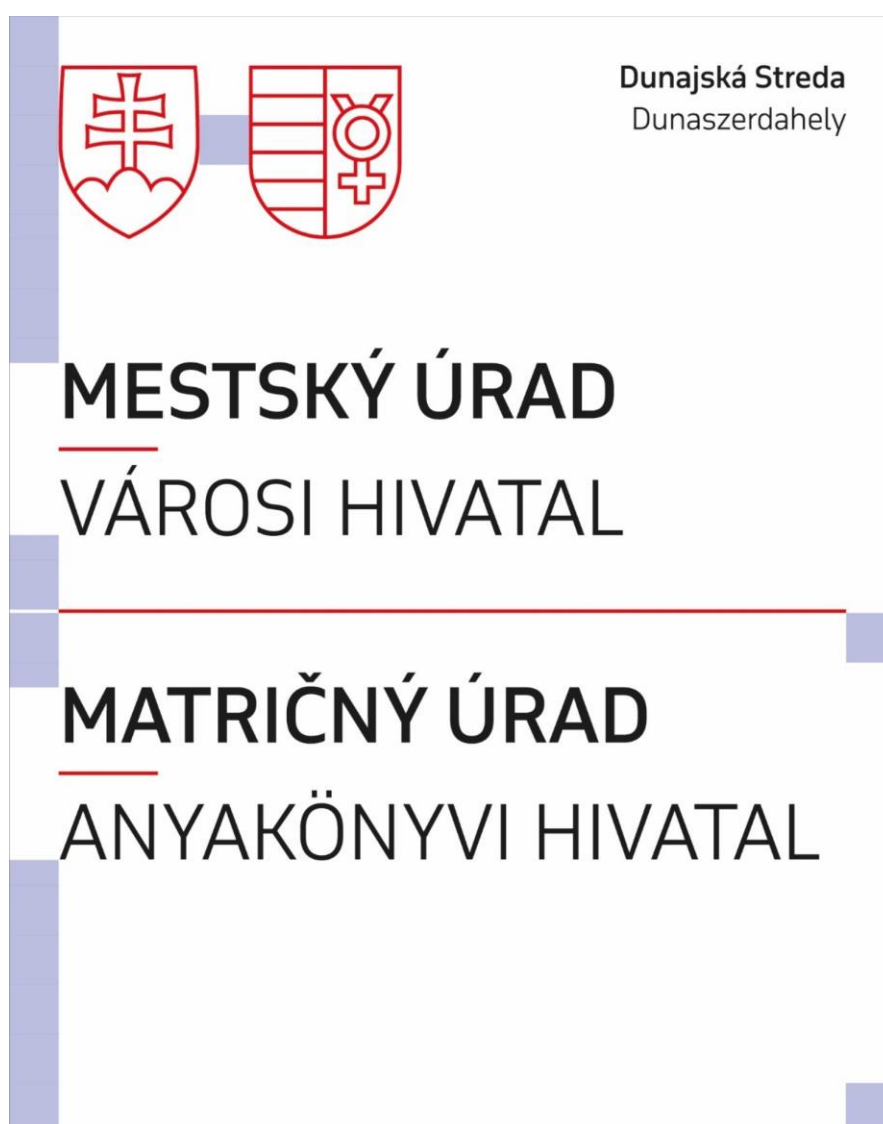 Dunajská Streda
Dunaszerdahely
MESTSKÝ ÚRAD
VÁROSI HIVATAL
MATRIČNÝ ÚRAD
ANYAKÖNYVI HIVATAL